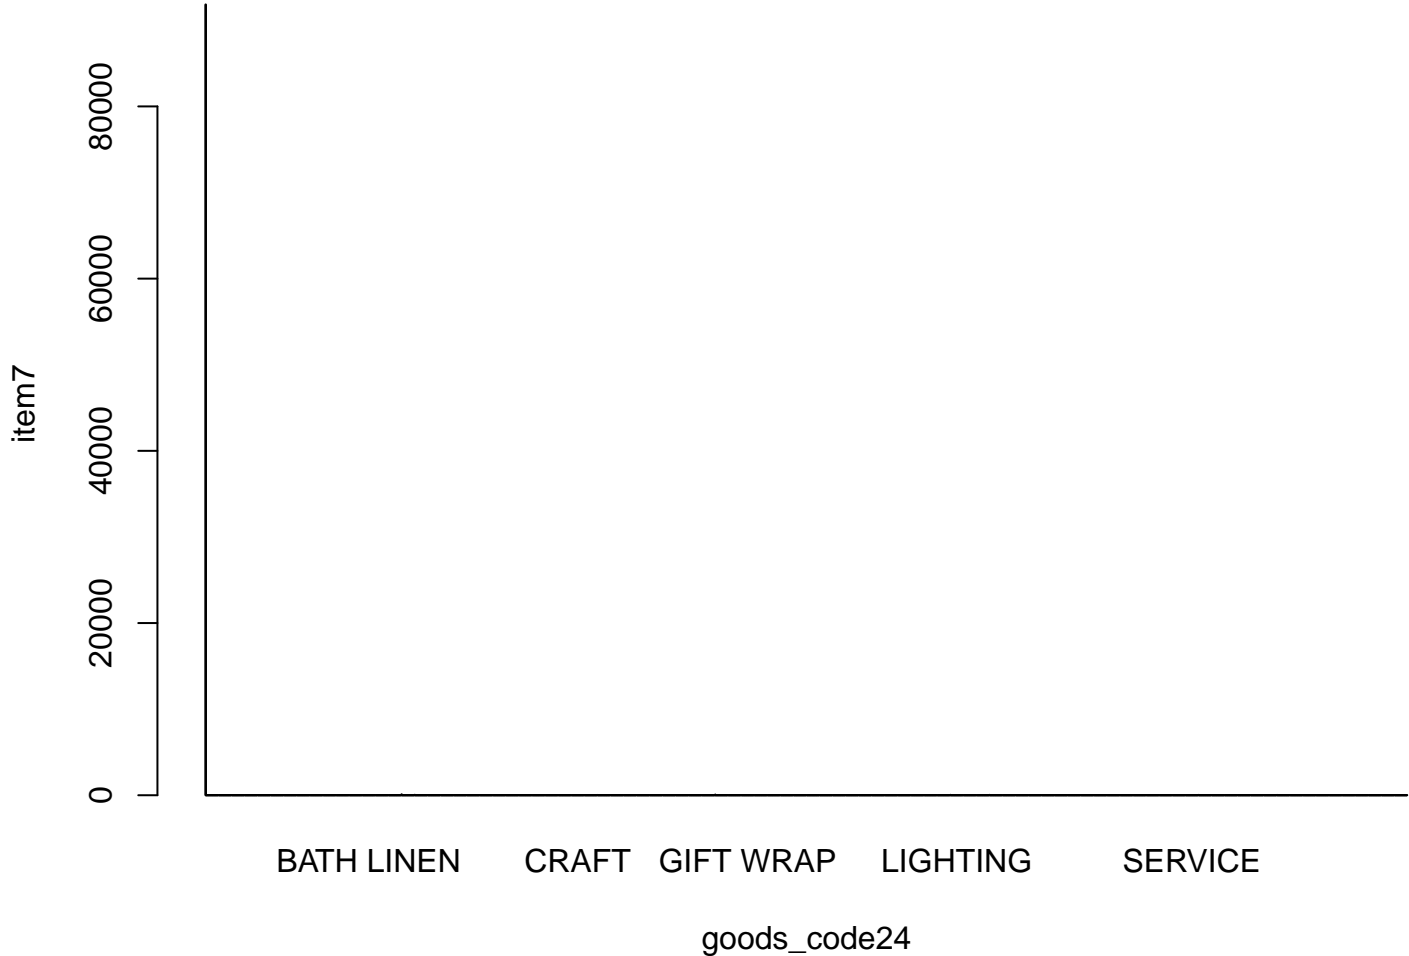 80000
60000
40000
20000
0
item7
BATH LINEN CRAFT GIFT WRAP LIGHTING SERVICE
goods_code24